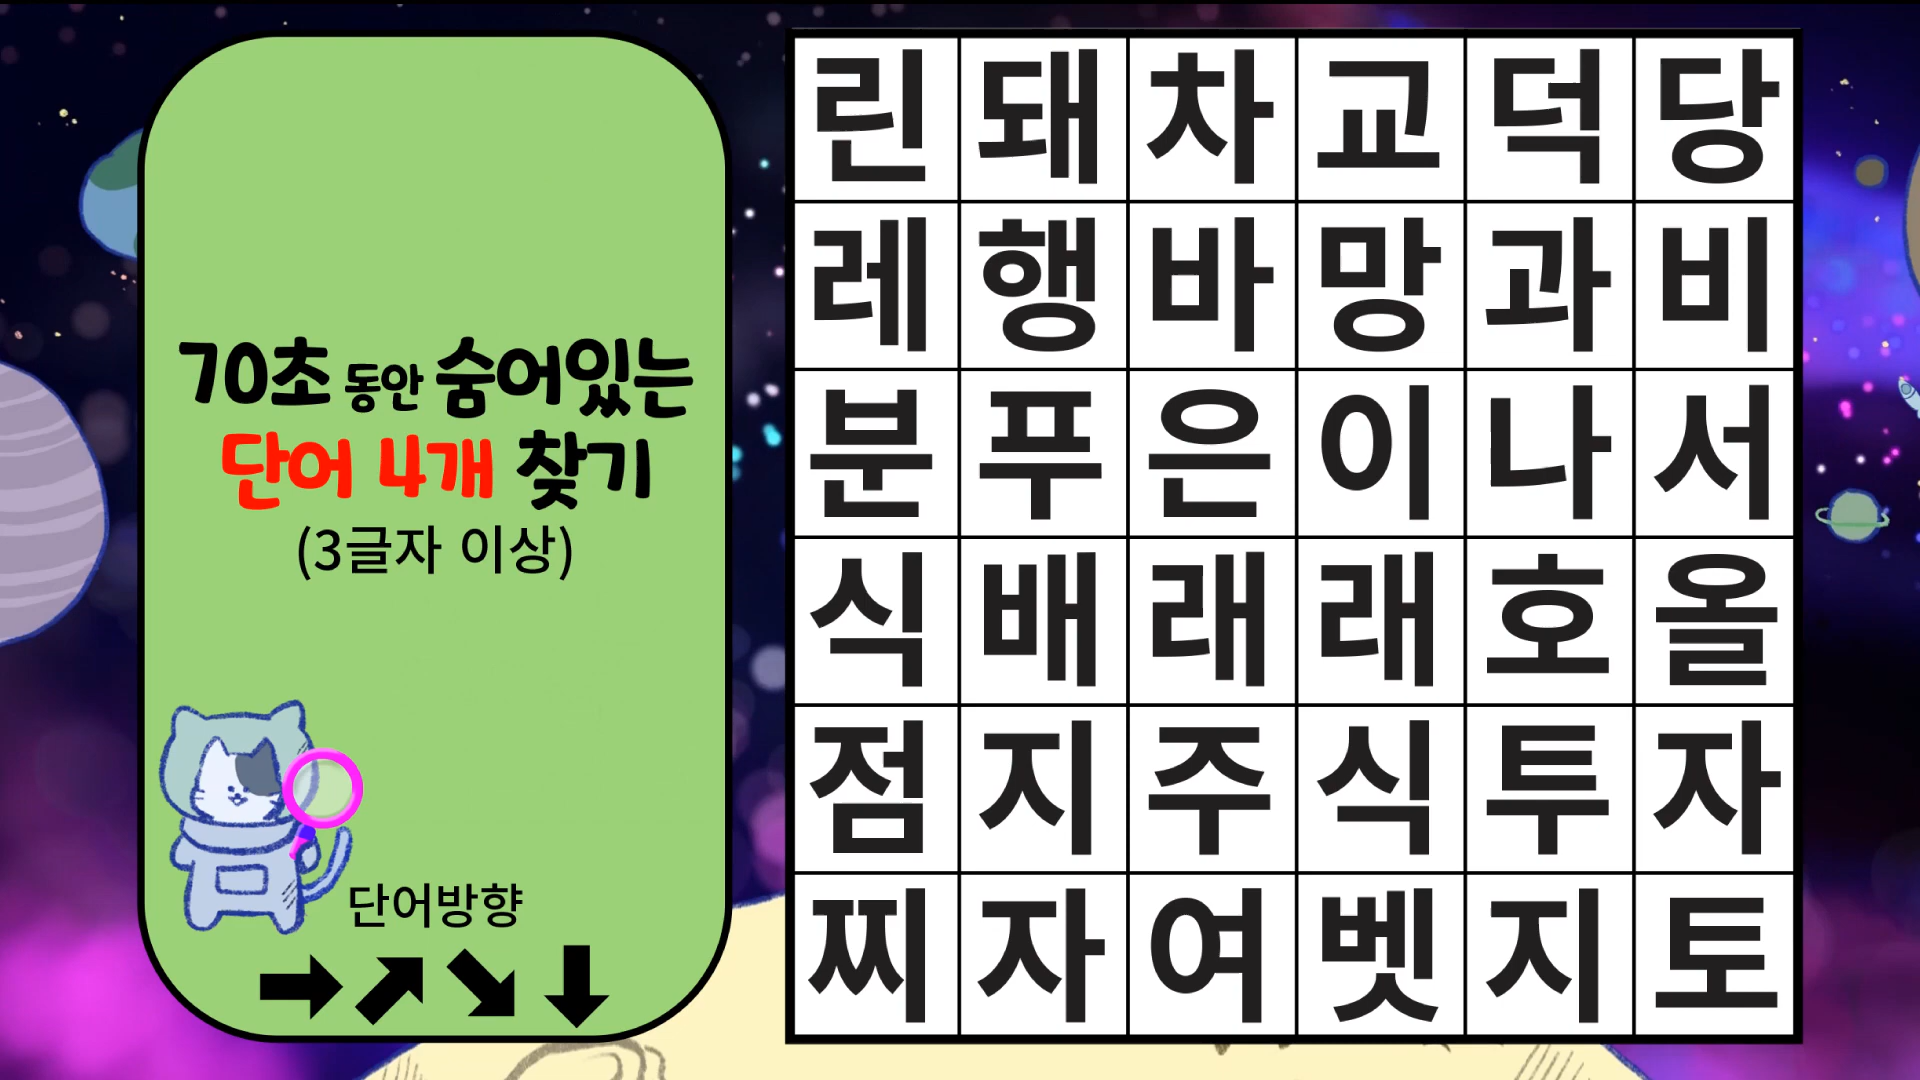 70초 동안 숨어있는
단어 4개 찾기
(3글자 이상)
단어방향
린 돼 차 교 덕 당
레 행 바 망 과 비
분 푸 은 이 나 서
식 배 래 래 호 올
점 지 주 식 투 자
찌 자 여 벳 지 토